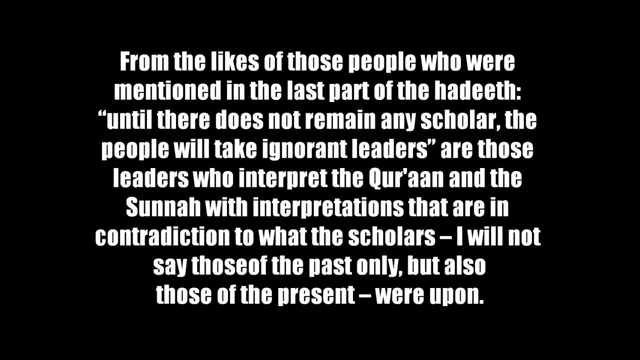 From the likes of those people who were
mentioned in the last part of the hadeeth:
“until there does not remain any scholar, the
people will take ignorant leaders” are those
leaders who interpret the Qur'aan and the
Sunnah with interpretations that are in
contradiction to what the scholars – I will not
say thoseof the past only, but also
those of the present – were upon.